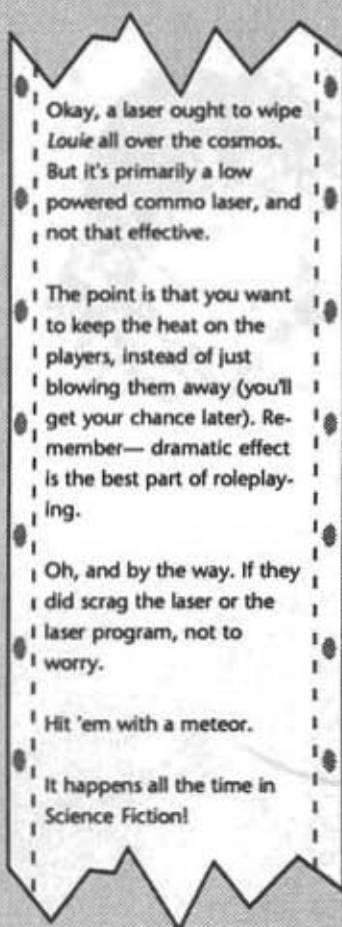 Okay, a laser ought to wipe
Louie all over the cosmos.
But it's primarily a low
powered commo laser, and
not that effective.
The point is that you want
to keep the heat on the
players, instead of just
blowing them away (you'll
get your chance later). Re-
member— dramatic effect
is the best part of roleplay-
ing.
Oh, and by the way. If they
did scrag the laser or the
laser program, not to
worry.
Hit 'em with a meteor.
It happens all the time in
Science Fiction!